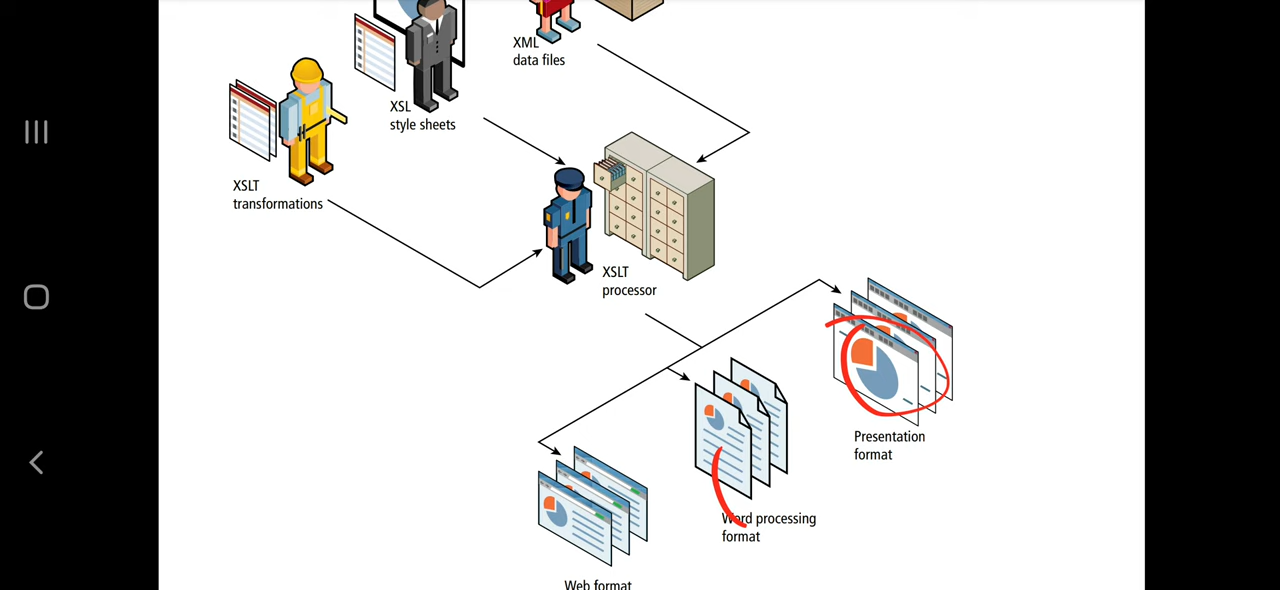 XML
data files
XSL
style sheets
XSLT
transformations
XSLT
processor
Presentation
format
Word processing
format
Web format